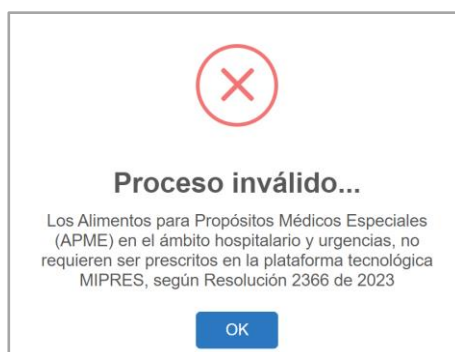 Proceso inválido...
Los Alimentos para Propósitos Médicos Especiales
(APME) en el ámbito hospitalario y urgencias, no
requieren ser prescritos en la plataforma tecnológica
MIPRES, según Resolución 2366 de 2023
OK